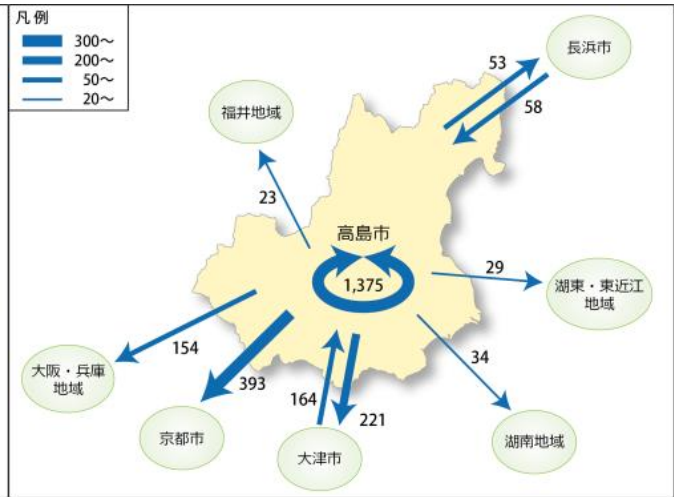 凡例
300～
200～
50～
20～
長浜市
53
58
福井地域
23
高島市
1,375
29
湖東・東近江
地域
34
湖南地域
154
大阪・兵庫
地域
393
京都市
164
221
大津市